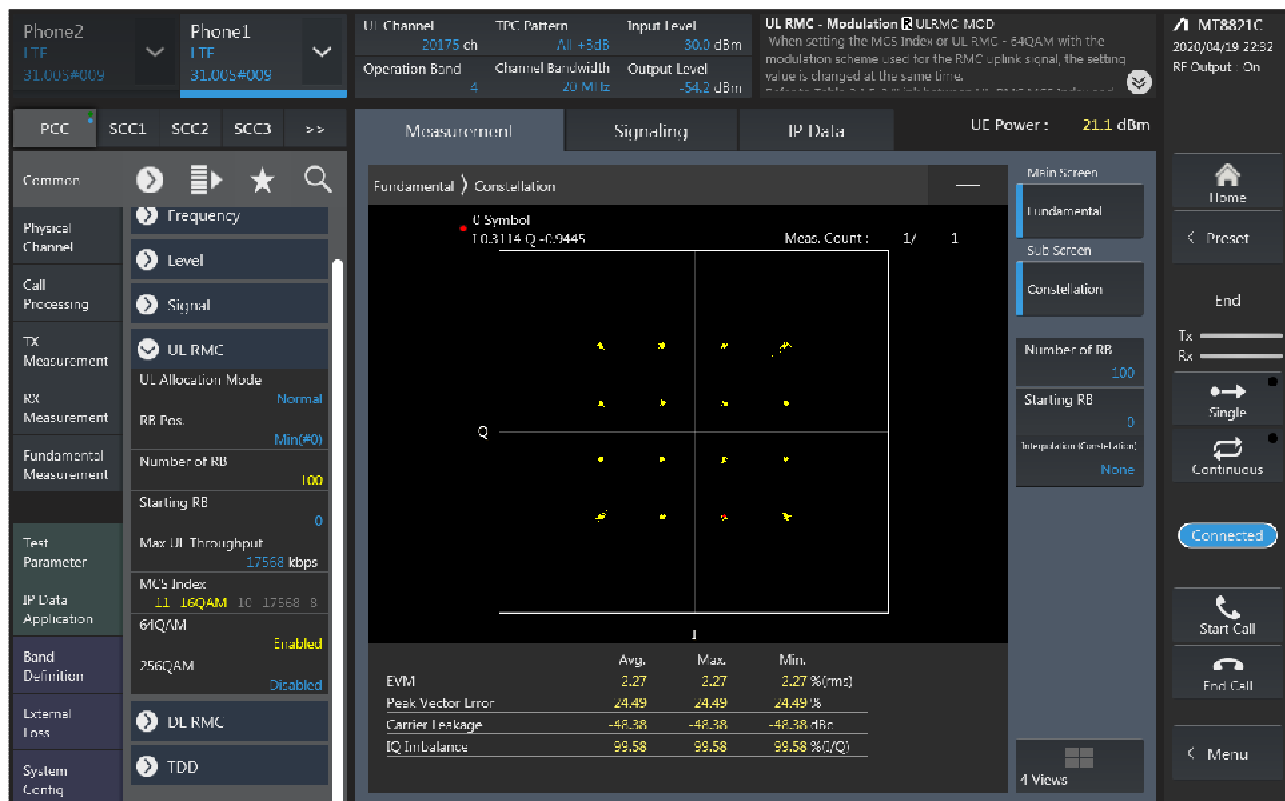 Phone2
LTE
31.005#009
Phone1
LTE
31.005#009
UL Channel
20175 ch
TPC Pattern
All +3dB
Input Level
30.0 dBm
Operation Band
4
Channel Bandwidth
20 MHz
Output Level
-54.2 dBm
UL RMC - Modulation R ULRMC_MOD
When setting the MCS Index or UL RMC - 64QAM with the
modulation scheme used for the RMC uplink signal, the setting
value is changed at the same time.
MT8821C
2020/04/19 22:32
RF Output : On
PCC
SCC1
SCC2
SCC3
>>
Measurement
Signaling
IP Data
UE Power : 21.1 dBm
Common
Physical
Channel
Call
Processing
TX
Measurement
RX
Measurement
Fundamental
Measurement
Test
Parameter
IP Data
Application
Band
Definition
External
Loss
System
Config
Frequency
Level
Signal
UL RMC
UL Allocation Mode
Normal
RB Pos.
Min(#0)
Number of RB
100
Starting RB
0
Max UL Throughput
17568 kbps
MCS Index
11 16QAM 10 17568 8
64QAM
Enabled
256QAM
Disabled
DL RMC
TDD
Fundamental
Constellation
0 Symbol
I 0.3114 Q -0.9445
Meas. Count : 1/ 1
Q
I
Avg. Max. Min.
EVM 2.27 2.27 2.27 %(rms)
Peak Vector Error 24.49 24.49 24.49 %
Carrier Leakage -48.38 -48.38 -48.38 dBc
IQ Imbalance 99.58 99.58 99.58 %(I/Q)
Main Screen
Fundamental
Sub Screen
Constellation
Number of RB
100
Starting RB
0
Interpolation(Constellation)
None
4 Views
Home
< Preset
End
Tx
Rx
Single
Continuous
Connected
Start Call
End Call
< Menu